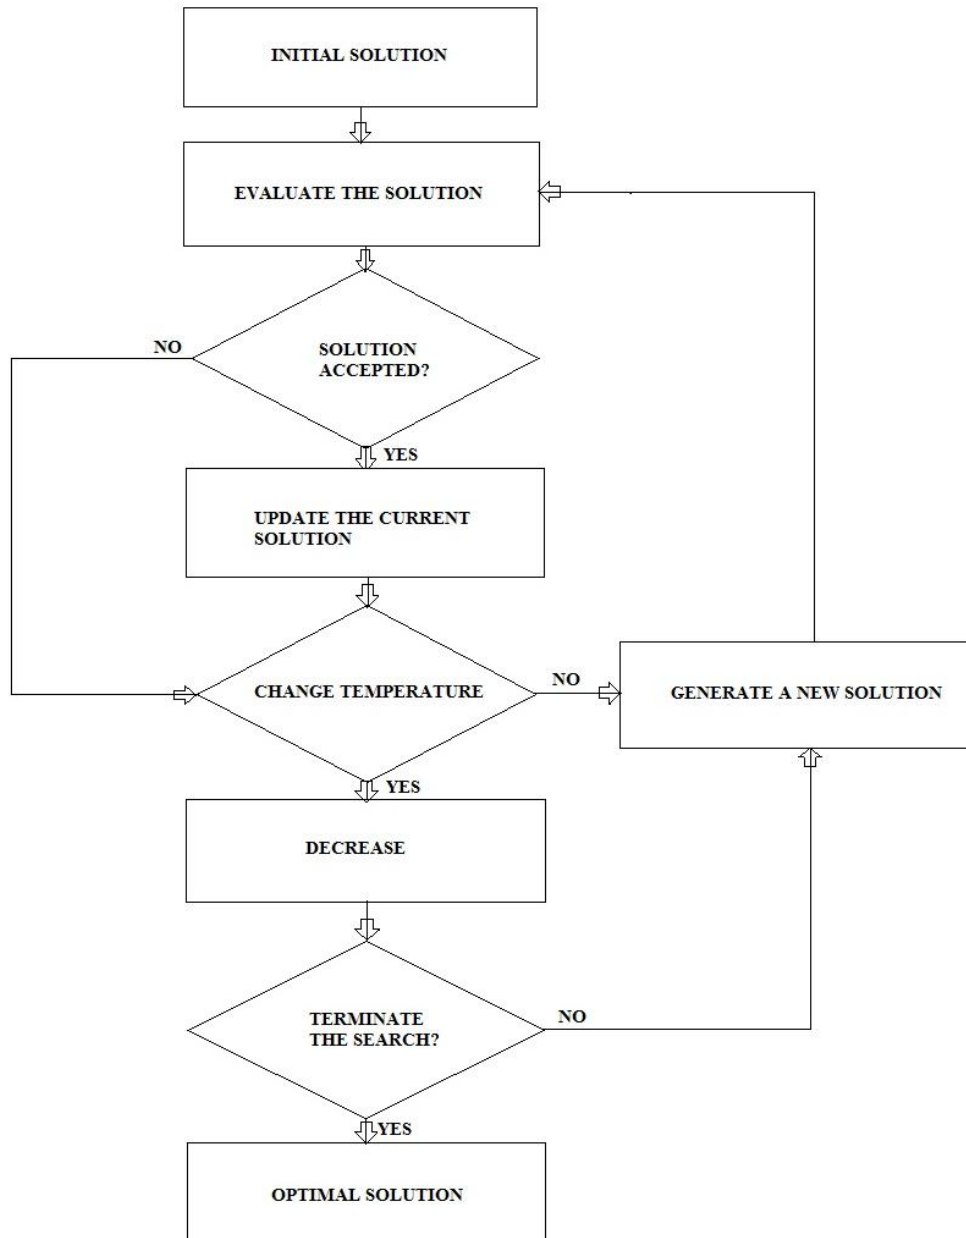 INITIAL SOLUTION
EVALUATE THE SOLUTION
NO
SOLUTION
ACCEPTED?
YES
UPDATE THE CURRENT
SOLUTION
CHANGE TEMPERATURE
NO
GENERATE A NEW SOLUTION
YES
DECREASE
TERMINATE
THE SEARCH?
NO
YES
OPTIMAL SOLUTION